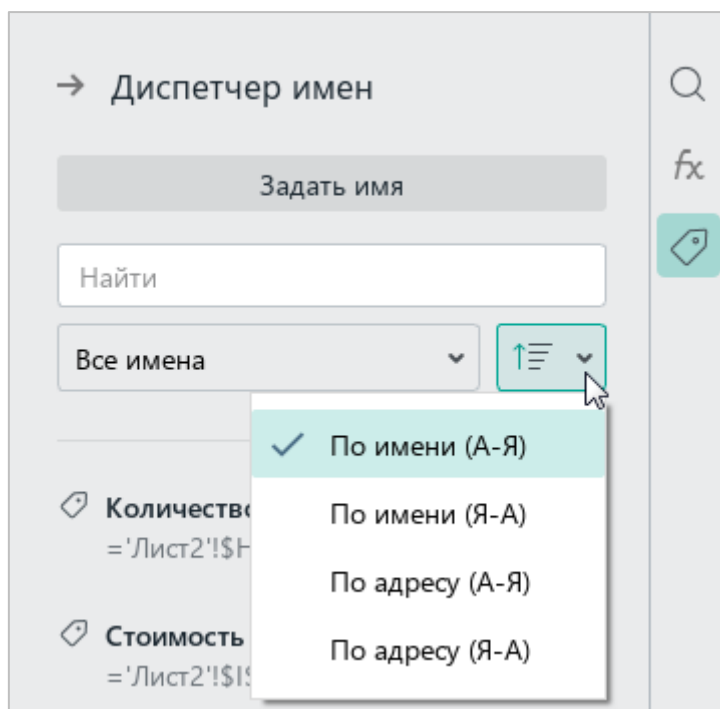 Диспетчер имен
Задать имя
fx
Найти
Все имена
По имени (А-Я)
По имени (Я-А)
По адресу (А-Я)
По адресу (Я-А)
='Лист2'!$
Стоимость
='Лист2'!$I$